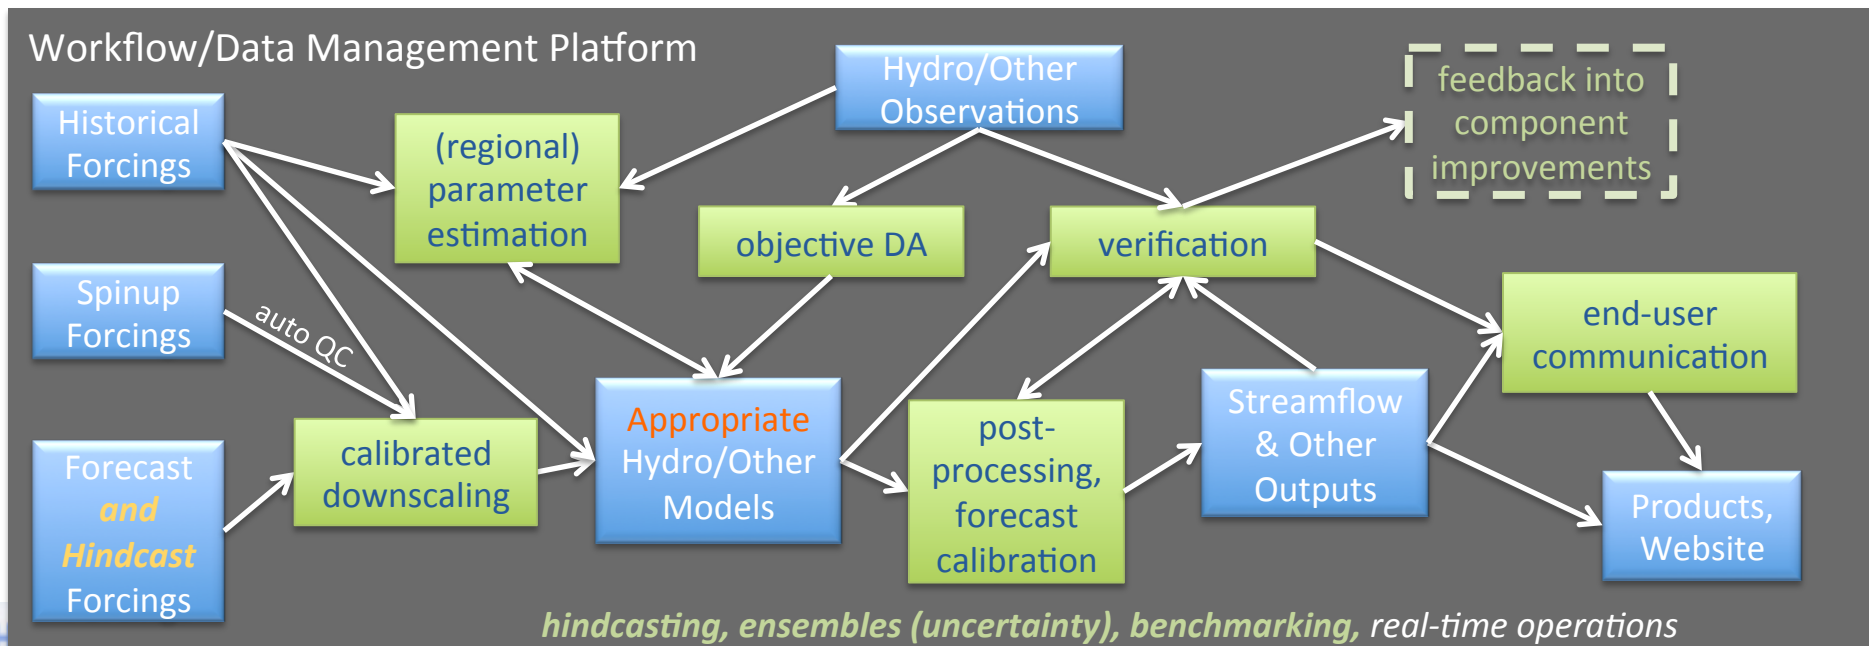 Workflow/Data Management Platform
Historical
Forcings
Spinup
Forcings
Forecast
and
Hindcast
Forcings
auto QC
(regional)
parameter
estimation
calibrated
downscaling
Hydro/Other
Observations
objective DA
Appropriate
Hydro/Other
Models
verification
post-
processing,
forecast
calibration
Streamflow
& Other
Outputs
feedback into
component
improvements
end-user
communication
Products,
Website
hindcasting, ensembles (uncertainty), benchmarking, real-time operations